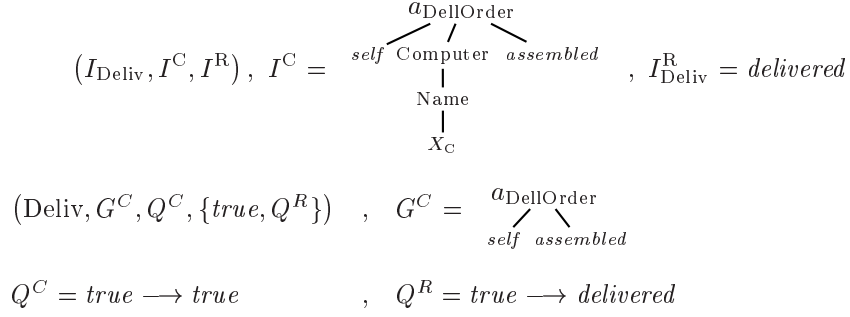 a_DellOrder
(I_Deliv, I^C, I^R), I^C = self Computer assembled , I^R_Deliv = delivered
Name
X_C
(Deliv, G^C, Q^C, {true, Q^R}) , G^C = a_DellOrder
self assembled
Q^C = true ⟶ true , Q^R = true ⟶ delivered